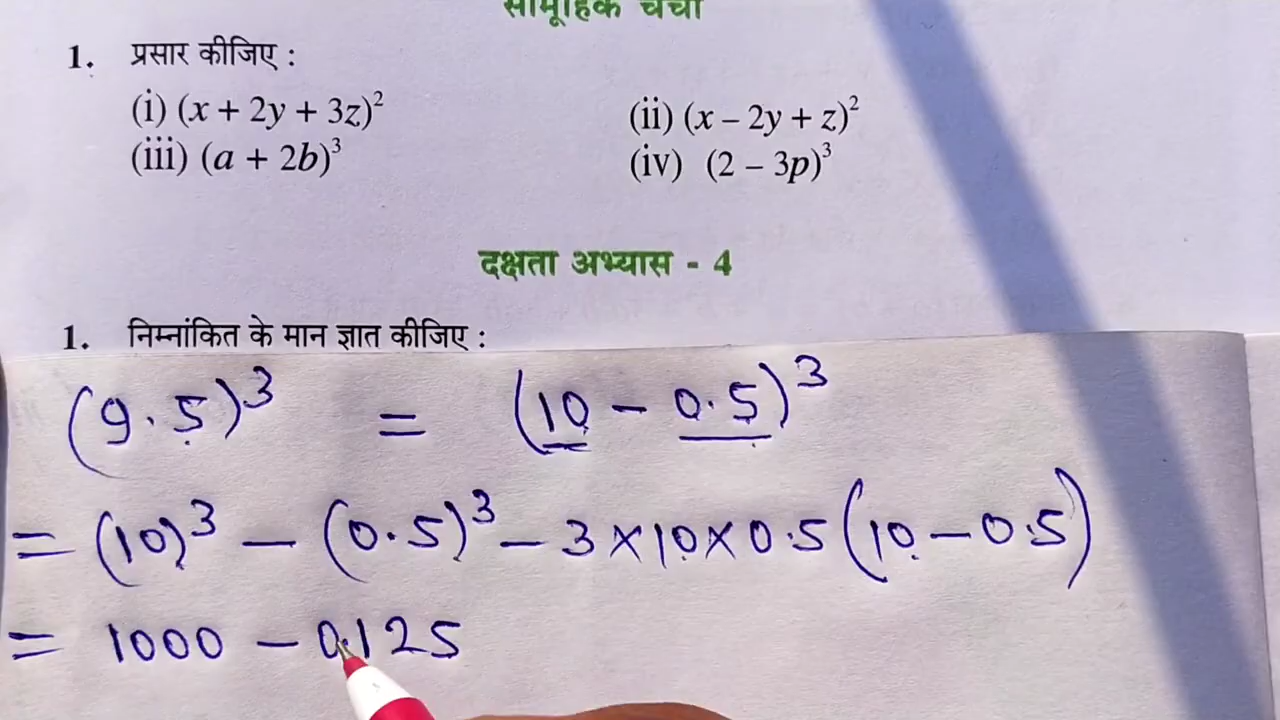 सामूहिक चर्चा
1. प्रसार कीजिए :
(i) (x + 2y + 3z)² (ii) (x – 2y + z)²
(iii) (a + 2b)³ (iv) (2 – 3p)³
दक्षता अभ्यास - 4
1. निम्नांकित के मान ज्ञात कीजिए :
(9.5)³ = (10 – 0.5)³
= (10)³ – (0.5)³ – 3×10×0.5(10 – 0.5)
= 1000 – 0.125